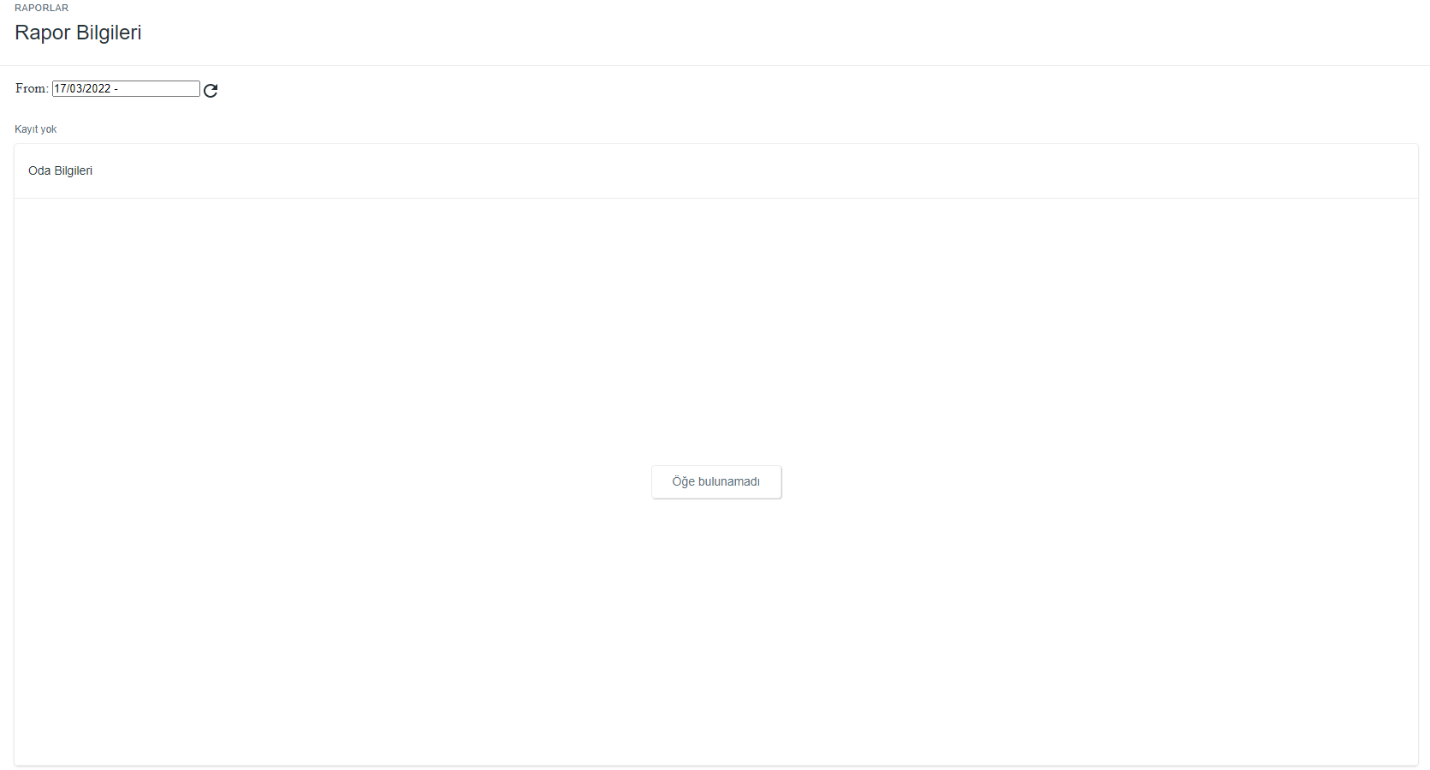 RAPORLAR
Rapor Bilgileri
From: 17/03/2022 -
Kayıt yok
Oda Bilgileri
Öğe bulunamadı